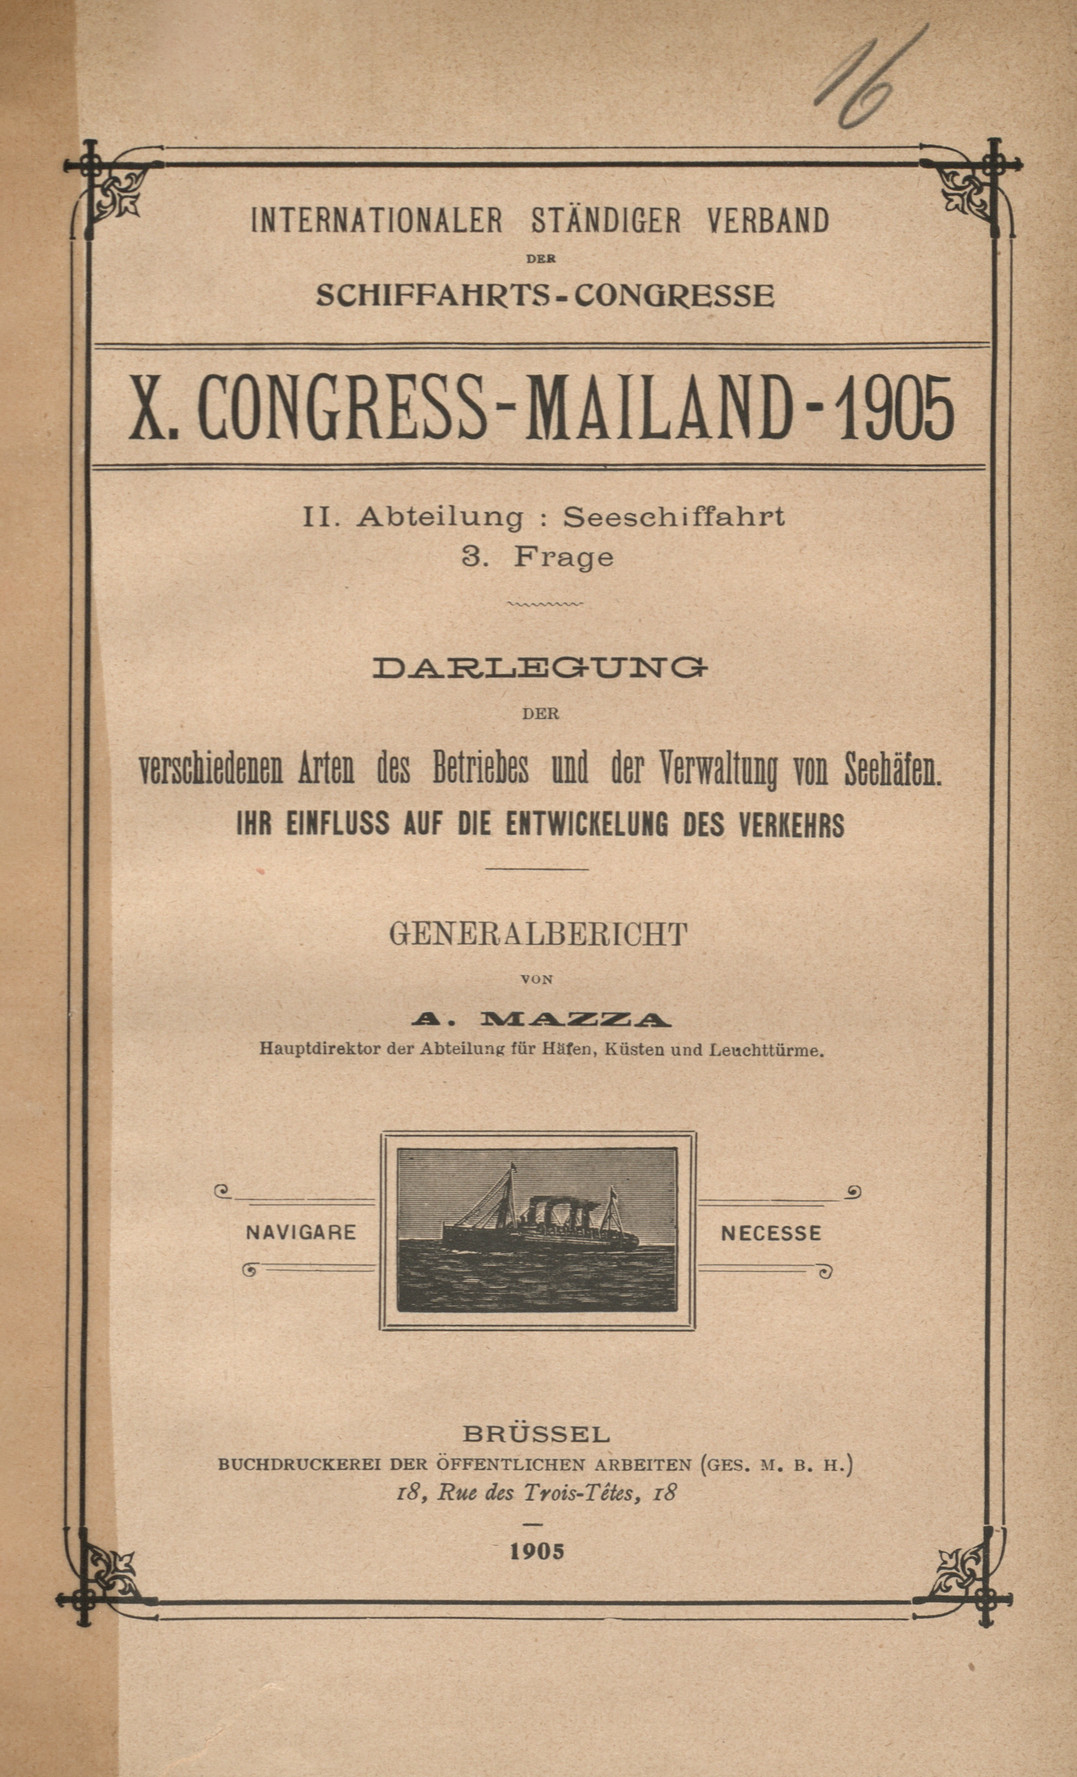 16
INTERNATIONALER STÄNDIGER VERBAND
DER
SCHIFFAHRTS-CONGRESSE
X. CONGRESS-MAILAND-1905
II. Abteilung : Seeschiffahrt
3. Frage
DARLEGUNG
DER
verschiedenen Arten des Betriebes und der Verwaltung von Seehäfen.
IHR EINFLUSS AUF DIE ENTWICKELUNG DES VERKEHRS
GENERALBERICHT
VON
A. MAZZA
Hauptdirektor der Abteilung für Häfen, Küsten und Leuchttürme.
NAVIGARE NECESSE
BRÜSSEL
BUCHDRUCKEREI DER ÖFFENTLICHEN ARBEITEN (GES. M. B. H.)
18, Rue des Trois-Têtes, 18
1905